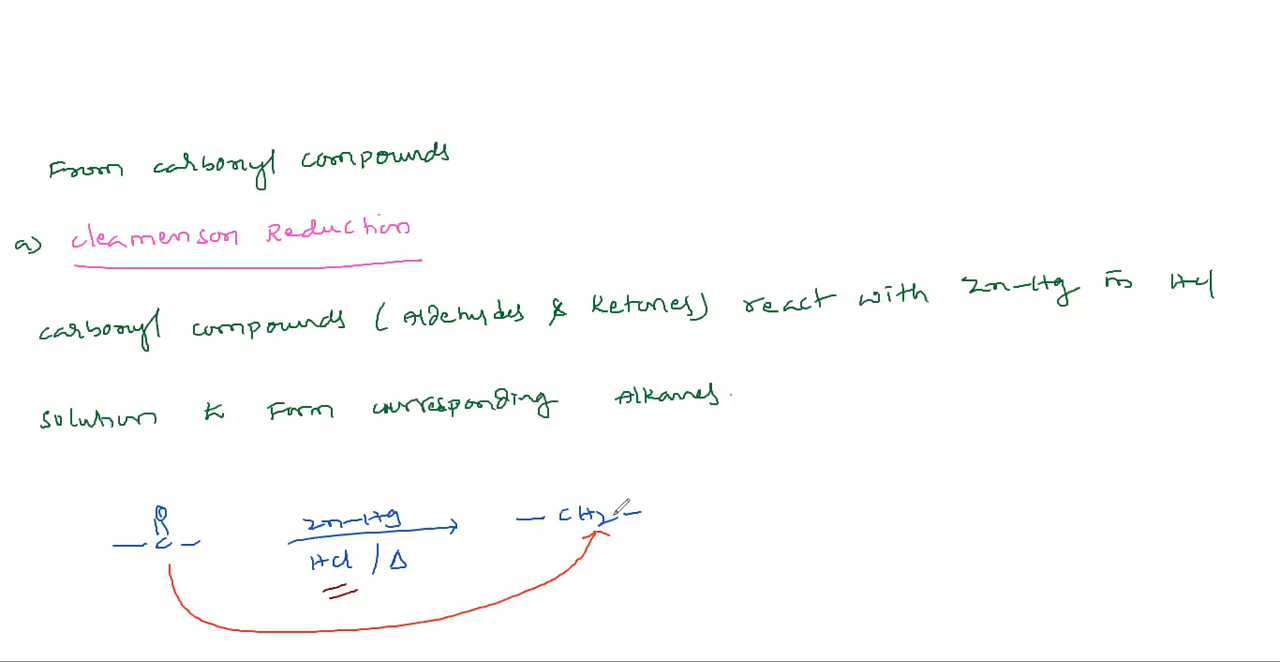 From carbonyl compounds
a) Cleamenson Reduction
carbonyl compounds (Aldehydes & Ketones) react with Zn-Hg in HCl
solution to Form corresponding Alkanes.
O
Zn-Hg
— C — → — CH2 —
HCl / Δ